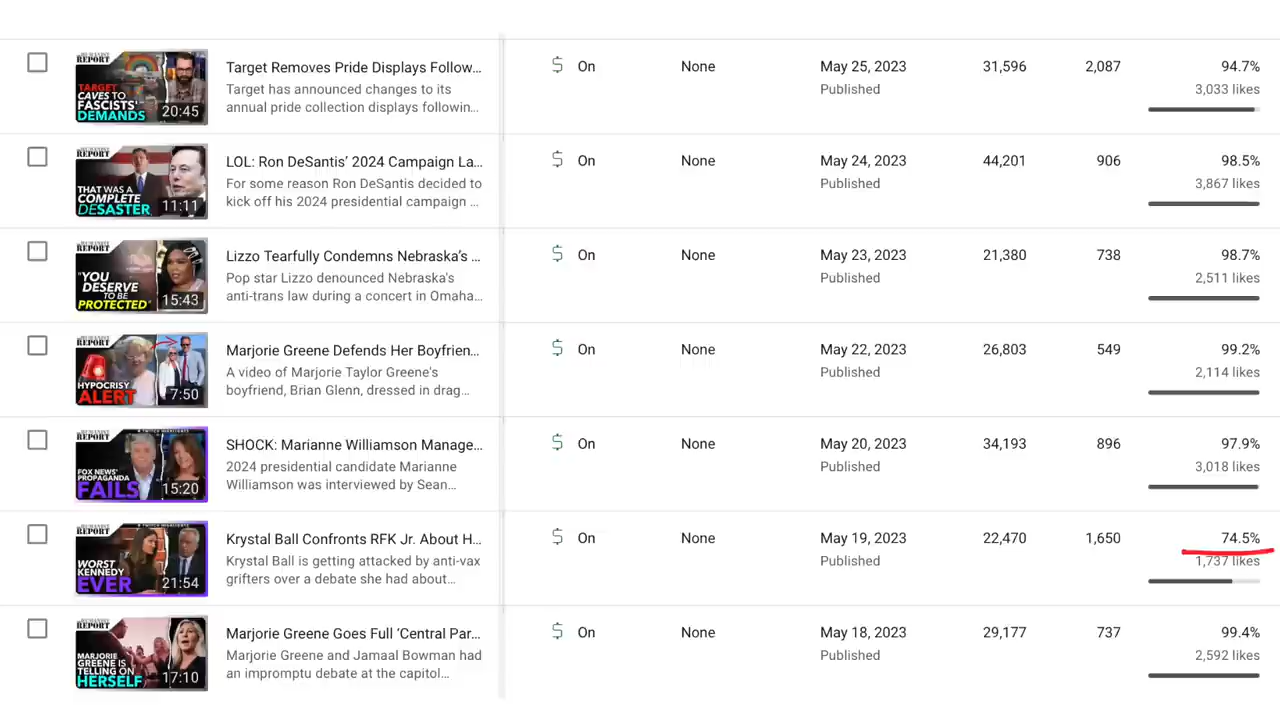 REPORT
TARGET
CAVES TO
FASCISTS'
DEMANDS
20:45
Target Removes Pride Displays Follow...
Target has announced changes to its
annual pride collection displays followin...
$ On None May 25, 2023 31,596 2,087 94.7%
Published 3,033 likes
REPORT
THAT WAS A
COMPLETE
DESASTER
11:11
LOL: Ron DeSantis' 2024 Campaign La...
For some reason Ron DeSantis decided to
kick off his 2024 presidential campaign ...
$ On None May 24, 2023 44,201 906 98.5%
Published 3,867 likes
REPORT
"YOU
DESERVE
TO BE
PROTECTED"
15:43
Lizzo Tearfully Condemns Nebraska's ...
Pop star Lizzo denounced Nebraska's
anti-trans law during a concert in Omaha...
$ On None May 23, 2023 21,380 738 98.7%
Published 2,511 likes
REPORT
HYPOCRISY
ALERT
7:50
Marjorie Greene Defends Her Boyfrien...
A video of Marjorie Taylor Greene's
boyfriend, Brian Glenn, dressed in drag...
$ On None May 22, 2023 26,803 549 99.2%
Published 2,114 likes
REPORT
TWITCH HIGHLIGHTS
FOX NEWS'
PROPAGANDA
FAILS
15:20
SHOCK: Marianne Williamson Manage...
2024 presidential candidate Marianne
Williamson was interviewed by Sean...
$ On None May 20, 2023 34,193 896 97.9%
Published 3,018 likes
REPORT
TWITCH HIGHLIGHTS
WORST
KENNEDY
EVER
21:54
Krystal Ball Confronts RFK Jr. About H...
Krystal Ball is getting attacked by anti-vax
grifters over a debate she had about...
$ On None May 19, 2023 22,470 1,650 74.5%
Published 1,737 likes
REPORT
MARJORIE
GREENE IS
TELLING ON
HERSELF
17:10
Marjorie Greene Goes Full 'Central Par...
Marjorie Greene and Jamaal Bowman had
an impromptu debate at the capitol...
$ On None May 18, 2023 29,177 737 99.4%
Published 2,592 likes